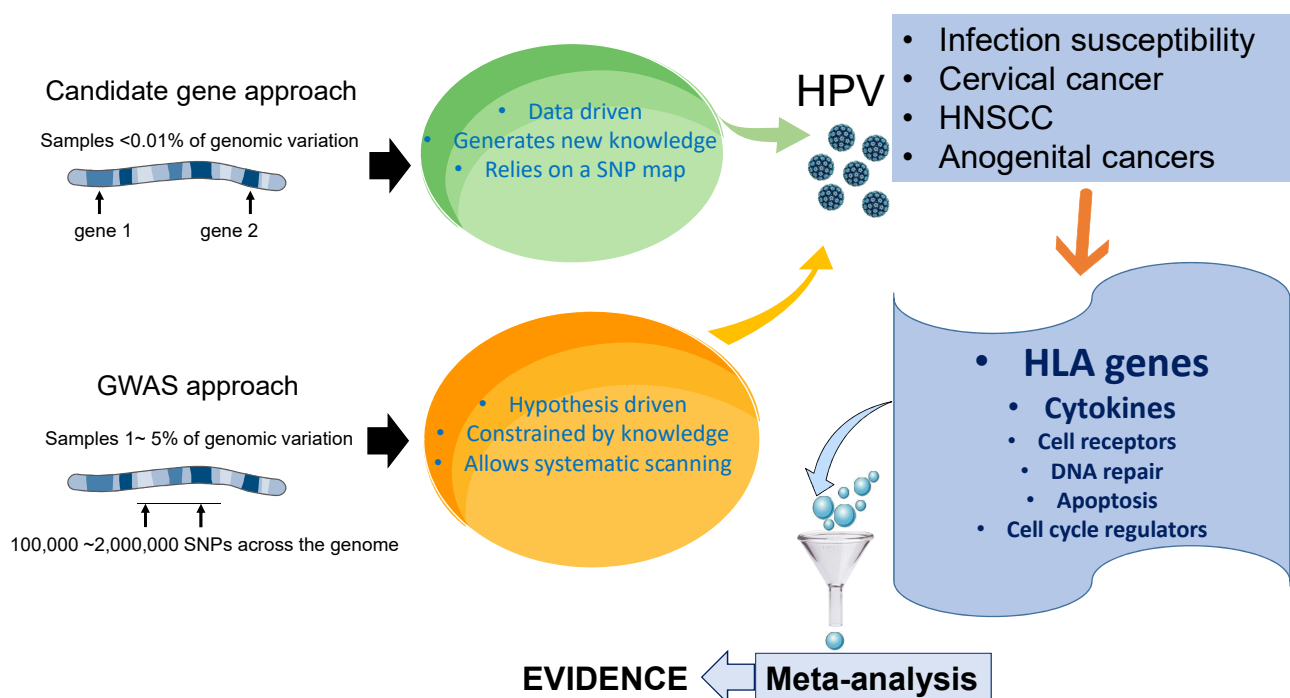 Candidate gene approach
Samples <0.01% of genomic variation
gene 1
gene 2
• Data driven
• Generates new knowledge
• Relies on a SNP map
HPV
• Infection susceptibility
• Cervical cancer
• HNSCC
• Anogenital cancers
GWAS approach
Samples 1~ 5% of genomic variation
100,000 ~2,000,000 SNPs across the genome
• Hypothesis driven
• Constrained by knowledge
• Allows systematic scanning
• HLA genes
• Cytokines
• Cell receptors
• DNA repair
• Apoptosis
• Cell cycle regulators
EVIDENCE
Meta-analysis